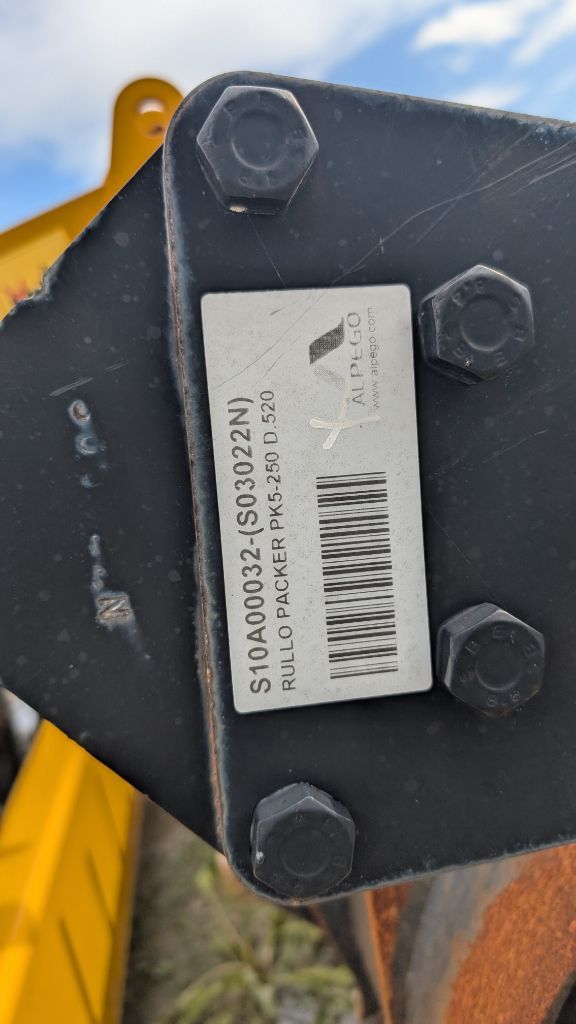 S10A00032-(S03022N)
RULLO PACKER PK5-250 D.520
ALPEGO
www.alpego.com
N